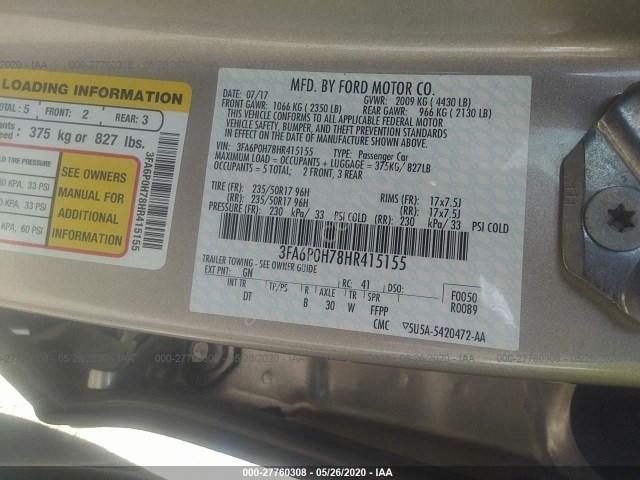 LOADING INFORMATION
TOTAL: 5 FRONT: 2 REAR: 3
375 kg or 827 lbs.
TIRE PRESSURE
KPA, 33 PSI
KPA, 33 PSI
KPA, 60 PSI
SEE OWNERS
MANUAL FOR
ADDITIONAL
INFORMATION
3FA6P0H78HR415155
MFD. BY FORD MOTOR CO.
DATE: 07/17 GVWR: 2009 KG ( 4430 LB)
FRONT GAWR: 1066 KG ( 2350 LB) REAR GAWR: 966 KG ( 2130 LB)
THIS VEHICLE CONFORMS TO ALL APPLICABLE FEDERAL MOTOR
VEHICLE SAFETY, BUMPER, AND THEFT PREVENTION STANDARDS IN
EFFECT ON THE DATE OF MANUFACTURE SHOWN ABOVE.
VIN: 3FA6P0H78HR415155 TYPE: Passenger Car
MAXIMUM LOAD = OCCUPANTS + LUGGAGE = 375KG/ 827LB
OCCUPANTS = 5 TOTAL: 2 FRONT, 3 REAR
TIRE (FR): 235/50R17 96H RIMS (FR): 17x7.5J
(RR): 235/50R17 96H (RR): 17x7.5J
PRESSURE (FR): 230 kPa/ 33 PSI COLD (RR): 230 kPa/ 33 PSI COLD
3FA6P0H78HR415155
TRAILER TOWING - SEE OWNER GUIDE
EXT PNT: GN RC: 41 DSO:
INT TR TP/PS R AXLE TR SPR
DT B 30 W FFPP
F0050
R0089
CMC 5U5A-5420472-AA
000-27760308 - 05/26/2020 - IAA